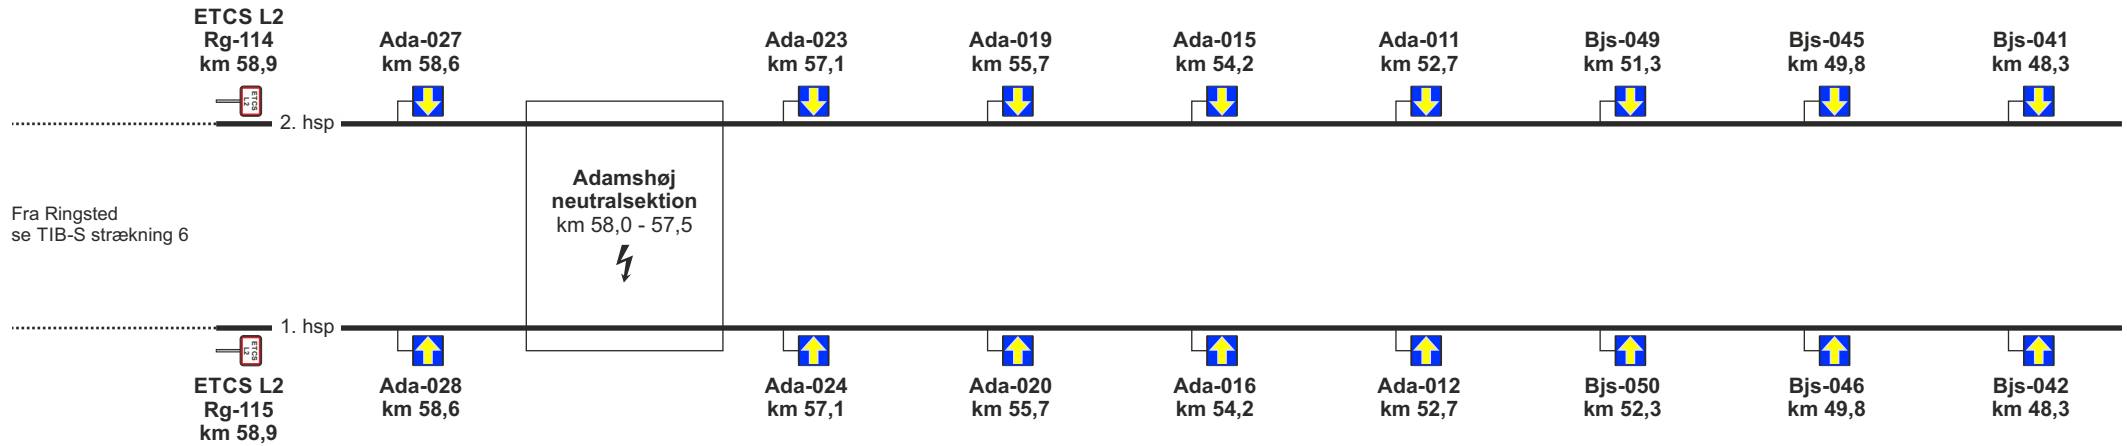 ETCS L2
Rg-114
km 58,9
Ada-027
km 58,6
Ada-023
km 57,1
Ada-019
km 55,7
Ada-015
km 54,2
Ada-011
km 52,7
Bjs-049
km 51,3
Bjs-045
km 49,8
Bjs-041
km 48,3
ETCS
L2
2. hsp
Adamshøj
neutralsektion
km 58,0 - 57,5
Fra Ringsted
se TIB-S strækning 6
1. hsp
ETCS
L2
ETCS L2
Rg-115
km 58,9
Ada-028
km 58,6
Ada-024
km 57,1
Ada-020
km 55,7
Ada-016
km 54,2
Ada-012
km 52,7
Bjs-050
km 52,3
Bjs-046
km 49,8
Bjs-042
km 48,3